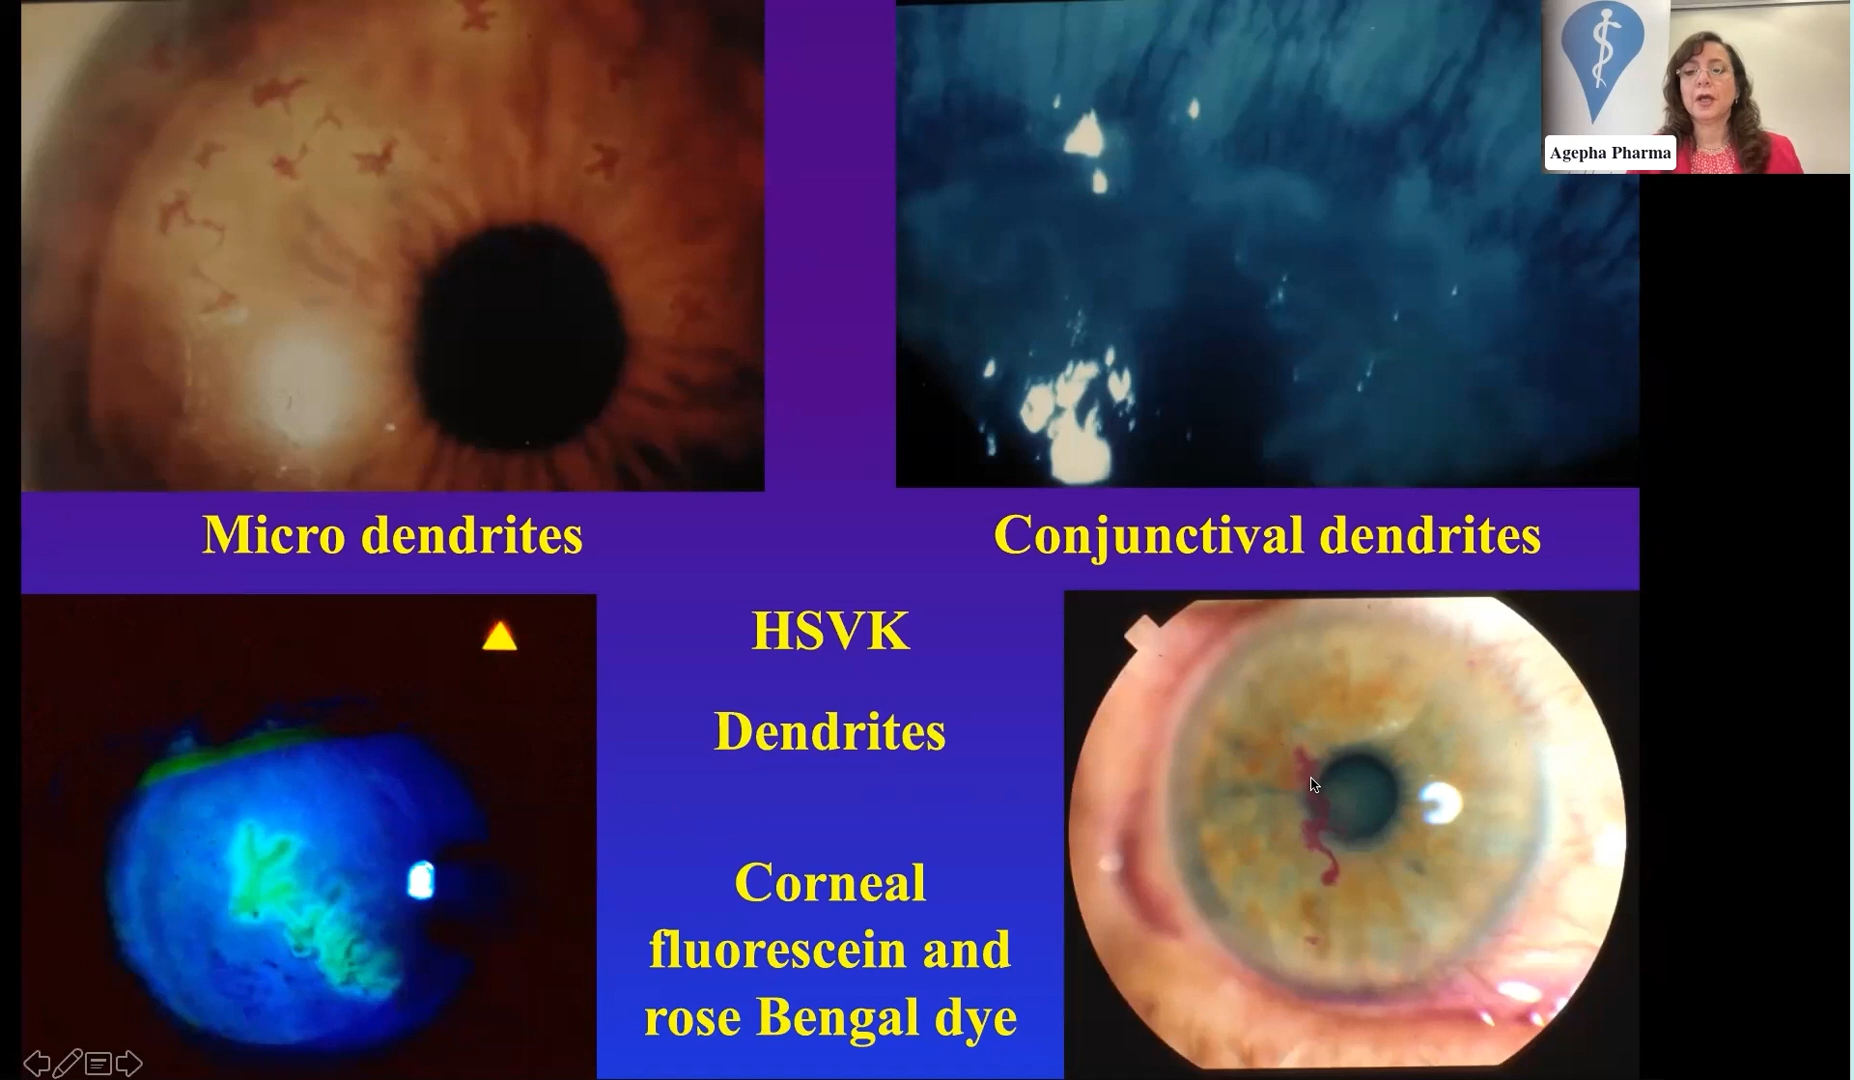 Agepha Pharma
Micro dendrites
Conjunctival dendrites
HSVK
Dendrites
Corneal
fluorescein and
rose Bengal dye